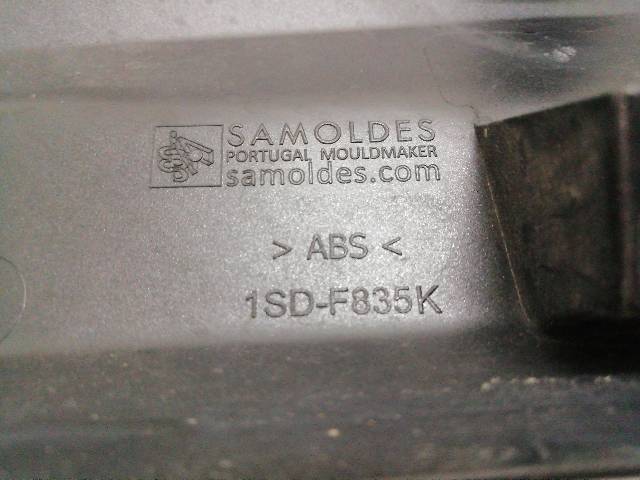 SAMOLDES
PORTUGAL MOULDMAKER
samoldes.com
> ABS <
1SD-F835K